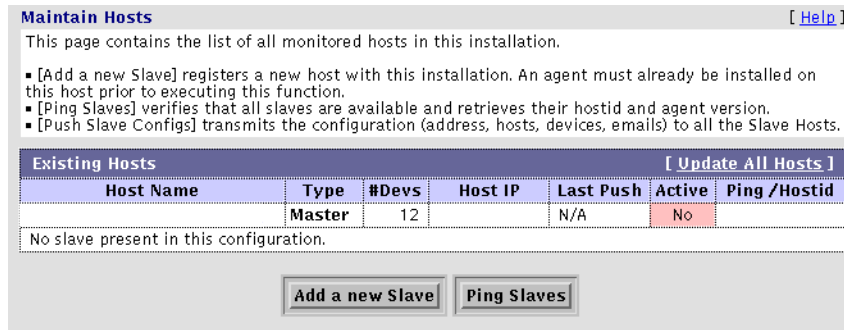 Maintain Hosts [ Help ]
This page contains the list of all monitored hosts in this installation.
▪ [Add a new Slave] registers a new host with this installation. An agent must already be installed on
this host prior to executing this function.
▪ [Ping Slaves] verifies that all slaves are available and retrieves their hostid and agent version.
▪ [Push Slave Configs] transmits the configuration (address, hosts, devices, emails) to all the Slave Hosts.
Existing Hosts [ Update All Hosts ]
Host Name Type #Devs Host IP Last Push Active Ping /Hostid
Master 12 N/A No
No slave present in this configuration.
Add a new Slave Ping Slaves